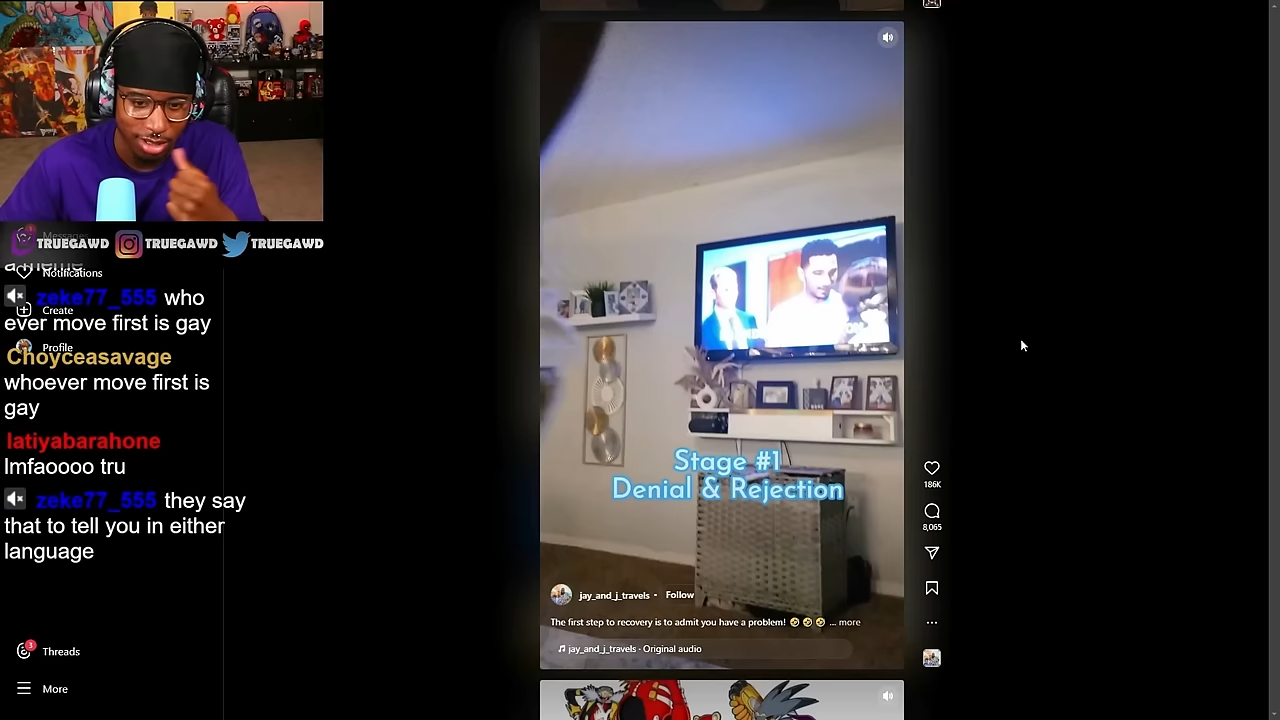 Messages
TRUEGAWD TRUEGAWD TRUEGAWD
a meme
Notifications
zeke77_555 who
ever move first is gay
Create
Profile
Choyceasavage
whoever move first is
gay
latiyabarahone
lmfaoooo tru
zeke77_555 they say
that to tell you in either
language
3
Threads
More
Stage #1
Denial & Rejection
jay_and_j_travels • Follow
The first step to recovery is to admit you have a problem! 🤣 🤣 🤣 ... more
jay_and_j_travels · Original audio
186K
8,065